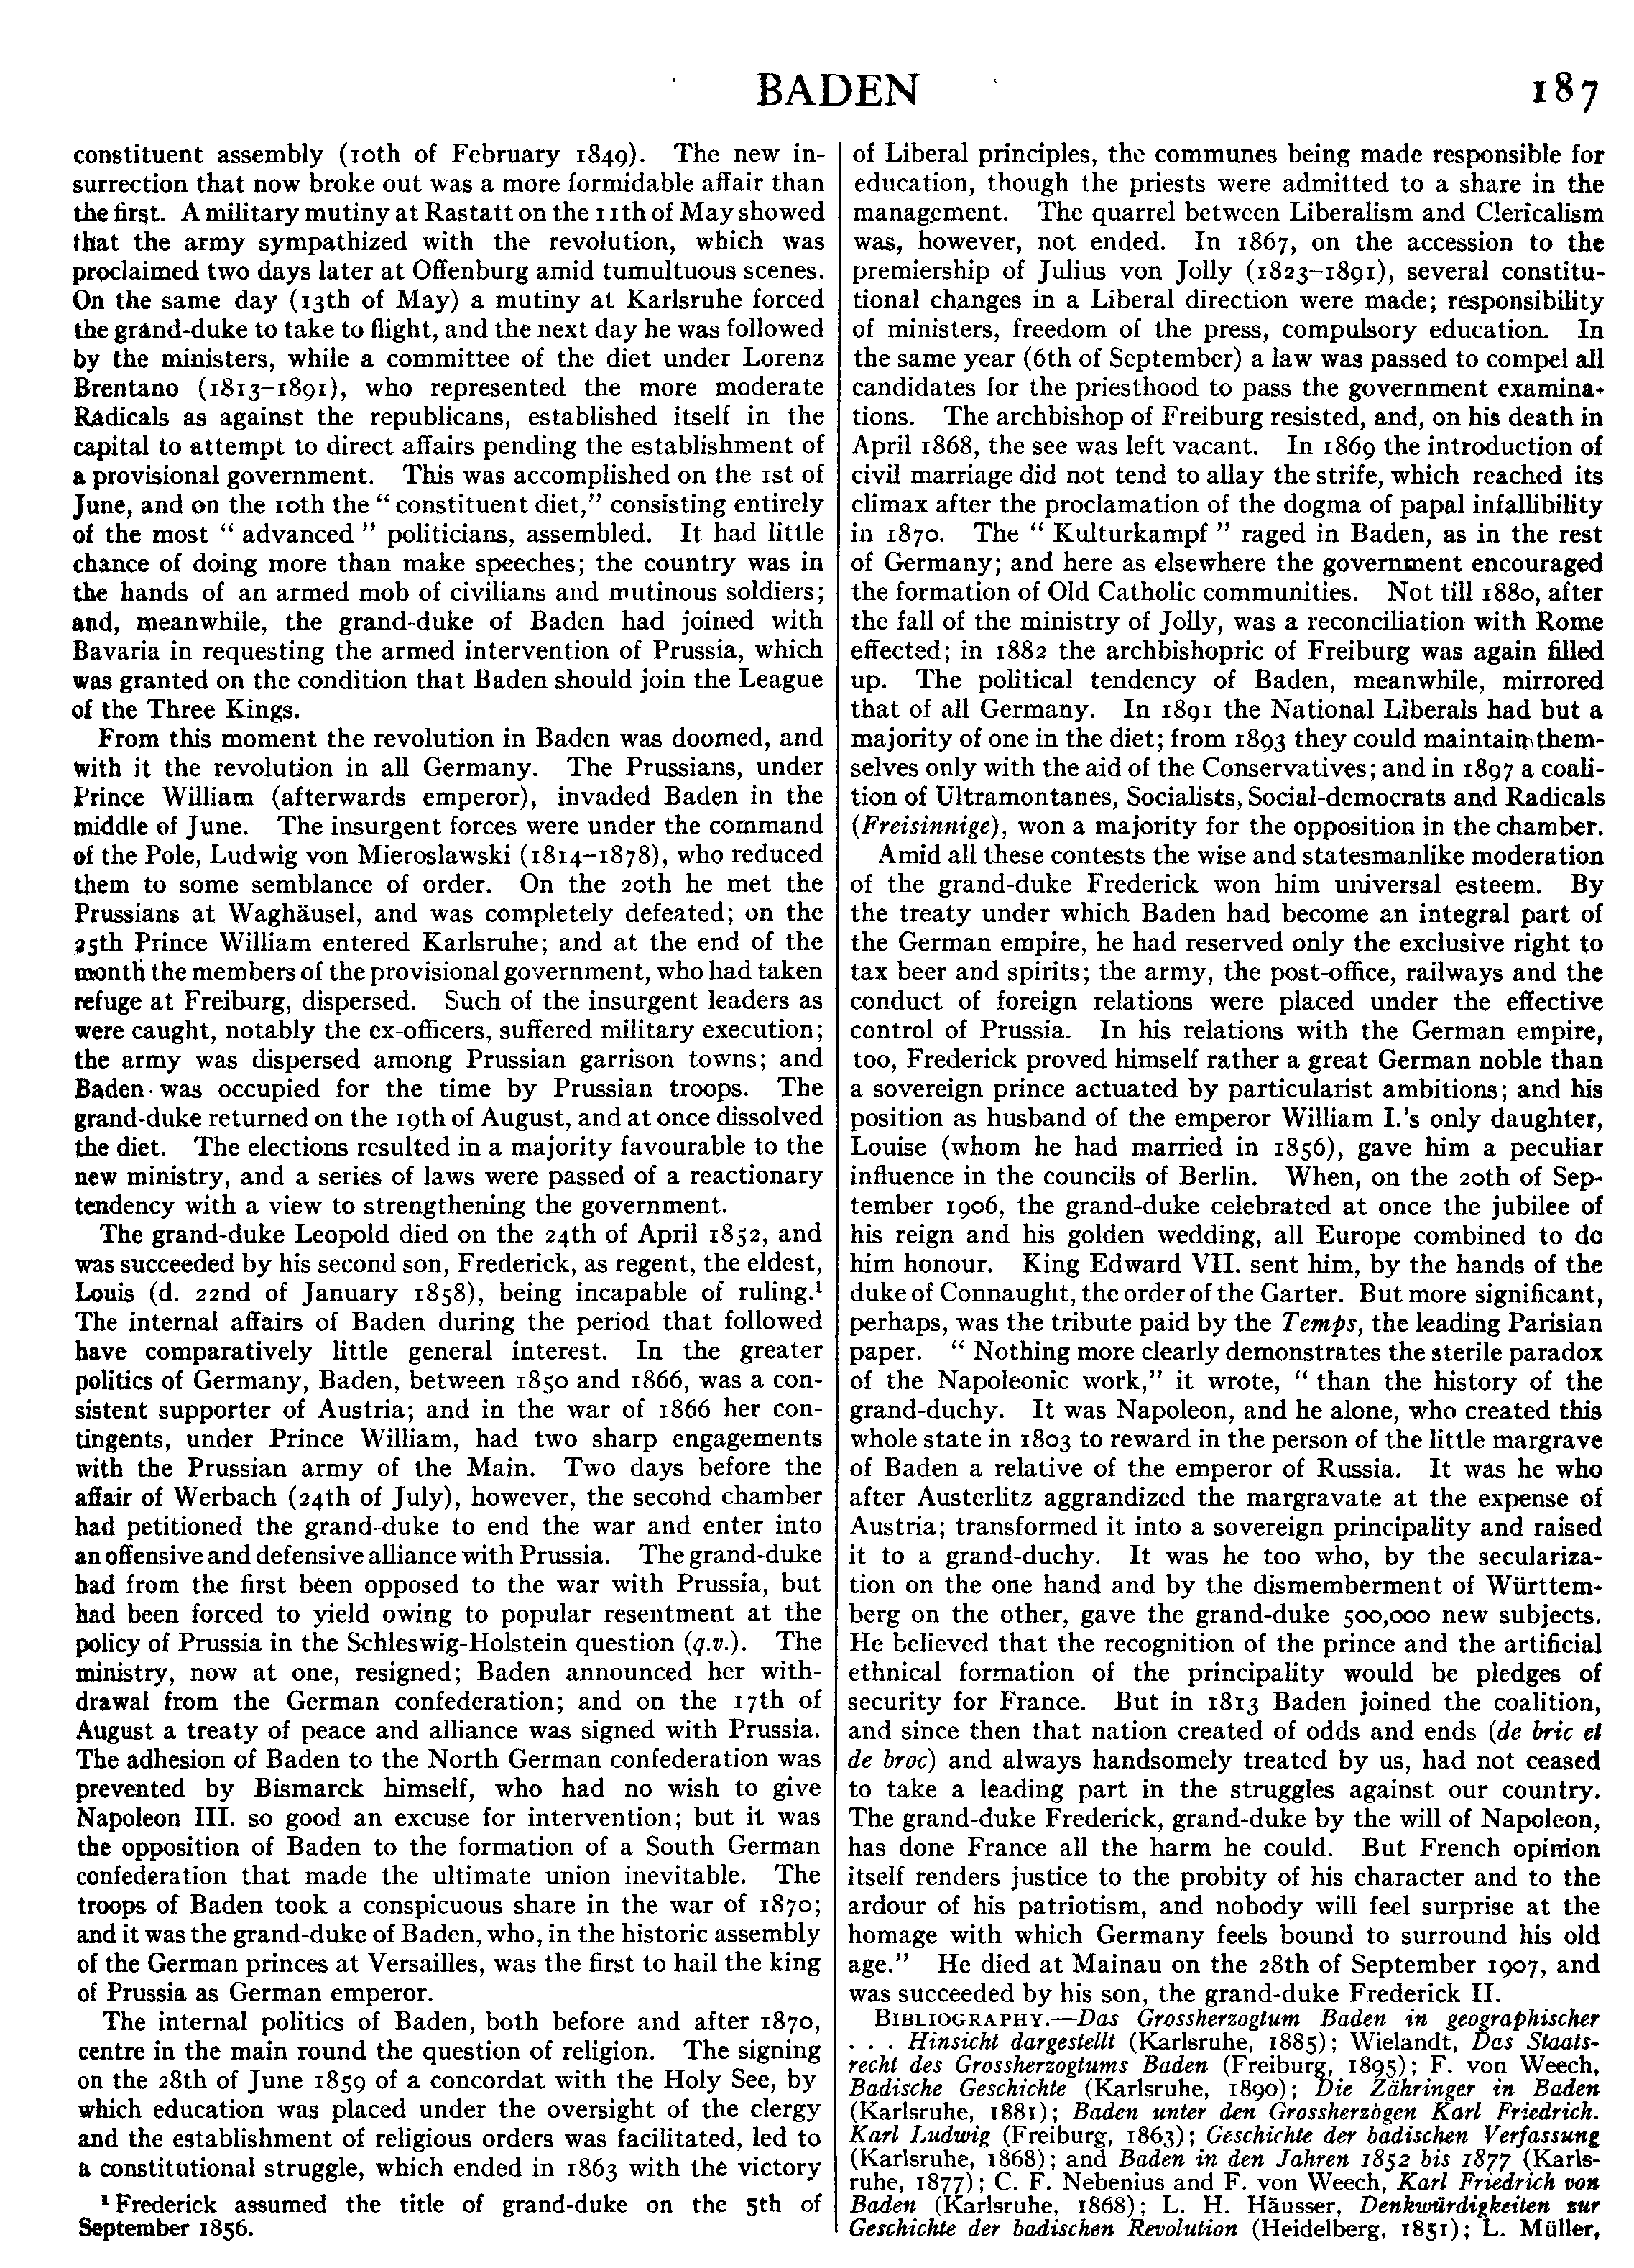 BADEN
187
constituent assembly (10th of February 1849). The new in-
surrection that now broke out was a more formidable affair than
the first. A military mutiny at Rastatt on the 11th of May showed
that the army sympathized with the revolution, which was
proclaimed two days later at Offenburg amid tumultuous scenes.
On the same day (13th of May) a mutiny at Karlsruhe forced
the grand-duke to take to flight, and the next day he was followed
by the ministers, while a committee of the diet under Lorenz
Brentano (1813-1891), who represented the more moderate
Radicals as against the republicans, established itself in the
capital to attempt to direct affairs pending the establishment of
a provisional government. This was accomplished on the 1st of
June, and on the 10th the “ constituent diet,” consisting entirely
of the most “ advanced ” politicians, assembled. It had little
chance of doing more than make speeches; the country was in
the hands of an armed mob of civilians and mutinous soldiers;
and, meanwhile, the grand-duke of Baden had joined with
Bavaria in requesting the armed intervention of Prussia, which
was granted on the condition that Baden should join the League
of the Three Kings.
From this moment the revolution in Baden was doomed, and
with it the revolution in all Germany. The Prussians, under
Prince William (afterwards emperor), invaded Baden in the
middle of June. The insurgent forces were under the command
of the Pole, Ludwig von Mieroslawski (1814-1878), who reduced
them to some semblance of order. On the 20th he met the
Prussians at Waghäusel, and was completely defeated; on the
25th Prince William entered Karlsruhe; and at the end of the
month the members of the provisional government, who had taken
refuge at Freiburg, dispersed. Such of the insurgent leaders as
were caught, notably the ex-officers, suffered military execution;
the army was dispersed among Prussian garrison towns; and
Baden was occupied for the time by Prussian troops. The
grand-duke returned on the 19th of August, and at once dissolved
the diet. The elections resulted in a majority favourable to the
new ministry, and a series of laws were passed of a reactionary
tendency with a view to strengthening the government.
The grand-duke Leopold died on the 24th of April 1852, and
was succeeded by his second son, Frederick, as regent, the eldest,
Louis (d. 22nd of January 1858), being incapable of ruling.¹
The internal affairs of Baden during the period that followed
have comparatively little general interest. In the greater
politics of Germany, Baden, between 1850 and 1866, was a con-
sistent supporter of Austria; and in the war of 1866 her con-
tingents, under Prince William, had two sharp engagements
with the Prussian army of the Main. Two days before the
affair of Werbach (24th of July), however, the second chamber
had petitioned the grand-duke to end the war and enter into
an offensive and defensive alliance with Prussia. The grand-duke
had from the first been opposed to the war with Prussia, but
had been forced to yield owing to popular resentment at the
policy of Prussia in the Schleswig-Holstein question (q.v.). The
ministry, now at one, resigned; Baden announced her with-
drawal from the German confederation; and on the 17th of
August a treaty of peace and alliance was signed with Prussia.
The adhesion of Baden to the North German confederation was
prevented by Bismarck himself, who had no wish to give
Napoleon III. so good an excuse for intervention; but it was
the opposition of Baden to the formation of a South German
confederation that made the ultimate union inevitable. The
troops of Baden took a conspicuous share in the war of 1870;
and it was the grand-duke of Baden, who, in the historic assembly
of the German princes at Versailles, was the first to hail the king
of Prussia as German emperor.
The internal politics of Baden, both before and after 1870,
centre in the main round the question of religion. The signing
on the 28th of June 1859 of a concordat with the Holy See, by
which education was placed under the oversight of the clergy
and the establishment of religious orders was facilitated, led to
a constitutional struggle, which ended in 1863 with the victory
¹ Frederick assumed the title of grand-duke on the 5th of
September 1856.
of Liberal principles, the communes being made responsible for
education, though the priests were admitted to a share in the
management. The quarrel between Liberalism and Clericalism
was, however, not ended. In 1867, on the accession to the
premiership of Julius von Jolly (1823-1891), several constitu-
tional changes in a Liberal direction were made; responsibility
of ministers, freedom of the press, compulsory education. In
the same year (6th of September) a law was passed to compel all
candidates for the priesthood to pass the government examina-
tions. The archbishop of Freiburg resisted, and, on his death in
April 1868, the see was left vacant. In 1869 the introduction of
civil marriage did not tend to allay the strife, which reached its
climax after the proclamation of the dogma of papal infallibility
in 1870. The “ Kulturkampf ” raged in Baden, as in the rest
of Germany; and here as elsewhere the government encouraged
the formation of Old Catholic communities. Not till 1880, after
the fall of the ministry of Jolly, was a reconciliation with Rome
effected; in 1882 the archbishopric of Freiburg was again filled
up. The political tendency of Baden, meanwhile, mirrored
that of all Germany. In 1891 the National Liberals had but a
majority of one in the diet; from 1893 they could maintain them-
selves only with the aid of the Conservatives; and in 1897 a coali-
tion of Ultramontanes, Socialists, Social-democrats and Radicals
(Freisinnige), won a majority for the opposition in the chamber.
Amid all these contests the wise and statesmanlike moderation
of the grand-duke Frederick won him universal esteem. By
the treaty under which Baden had become an integral part of
the German empire, he had reserved only the exclusive right to
tax beer and spirits; the army, the post-office, railways and the
conduct of foreign relations were placed under the effective
control of Prussia. In his relations with the German empire,
too, Frederick proved himself rather a great German noble than
a sovereign prince actuated by particularist ambitions; and his
position as husband of the emperor William I.'s only daughter,
Louise (whom he had married in 1856), gave him a peculiar
influence in the councils of Berlin. When, on the 20th of Sep-
tember 1906, the grand-duke celebrated at once the jubilee of
his reign and his golden wedding, all Europe combined to do
him honour. King Edward VII. sent him, by the hands of the
duke of Connaught, the order of the Garter. But more significant,
perhaps, was the tribute paid by the Temps, the leading Parisian
paper. “ Nothing more clearly demonstrates the sterile paradox
of the Napoleonic work,” it wrote, “ than the history of the
grand-duchy. It was Napoleon, and he alone, who created this
whole state in 1803 to reward in the person of the little margrave
of Baden a relative of the emperor of Russia. It was he who
after Austerlitz aggrandized the margravate at the expense of
Austria; transformed it into a sovereign principality and raised
it to a grand-duchy. It was he too who, by the seculariza-
tion on the one hand and by the dismemberment of Württem-
berg on the other, gave the grand-duke 500,000 new subjects.
He believed that the recognition of the prince and the artificial
ethnical formation of the principality would be pledges of
security for France. But in 1813 Baden joined the coalition,
and since then that nation created of odds and ends (de bric et
de broc) and always handsomely treated by us, had not ceased
to take a leading part in the struggles against our country.
The grand-duke Frederick, grand-duke by the will of Napoleon,
has done France all the harm he could. But French opinion
itself renders justice to the probity of his character and to the
ardour of his patriotism, and nobody will feel surprise at the
homage with which Germany feels bound to surround his old
age.” He died at Mainau on the 28th of September 1907, and
was succeeded by his son, the grand-duke Frederick II.
BIBLIOGRAPHY.—Das Grossherzogtum Baden in geographischer
. . . Hinsicht dargestellt (Karlsruhe, 1885); Wielandt, Das Staats-
recht des Grossherzogtums Baden (Freiburg, 1895); F. von Weech,
Badische Geschichte (Karlsruhe, 1890); Die Zähringer in Baden
(Karlsruhe, 1881); Baden unter den Grossherzögen Karl Friedrich.
Karl Ludwig (Freiburg, 1863); Geschichte der badischen Verfassung
(Karlsruhe, 1868); and Baden in den Jahren 1852 bis 1877 (Karls-
ruhe, 1877); C. F. Nebenius and F. von Weech, Karl Friedrich von
Baden (Karlsruhe, 1868); L. H. Häusser, Denkwürdigkeiten zur
Geschichte der badischen Revolution (Heidelberg, 1851); L. Müller,